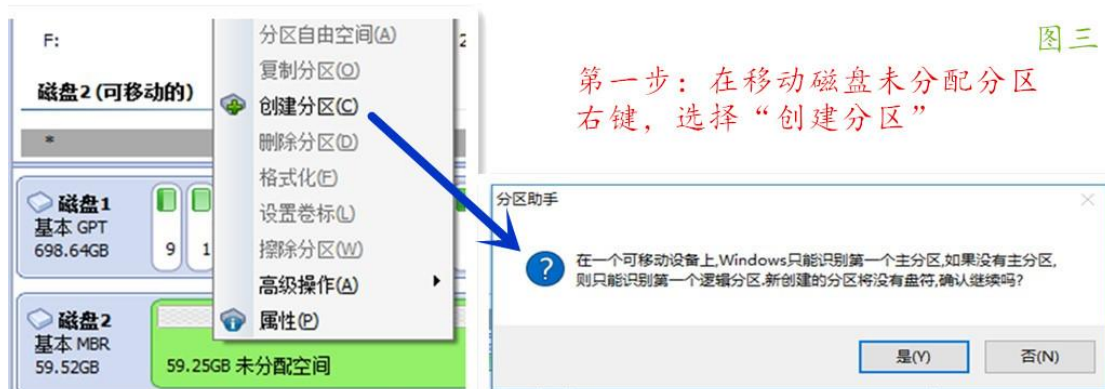 图三
第一步：在移动磁盘未分配分区
右键，选择“创建分区”
F:
磁盘2(可移动的)
*
分区自由空间(A)
复制分区(O)
创建分区(C)
删除分区(D)
格式化(F)
设置卷标(L)
擦除分区(W)
高级操作(A)
属性(P)
磁盘1
基本 GPT
698.64GB
9
1
磁盘2
基本 MBR
59.52GB
59.25GB 未分配空间
分区助手
在一个可移动设备上,Windows只能识别第一个主分区,如果没有主分区,
则只能识别第一个逻辑分区.新创建的分区将没有盘符,确认继续吗?
是(Y)
否(N)